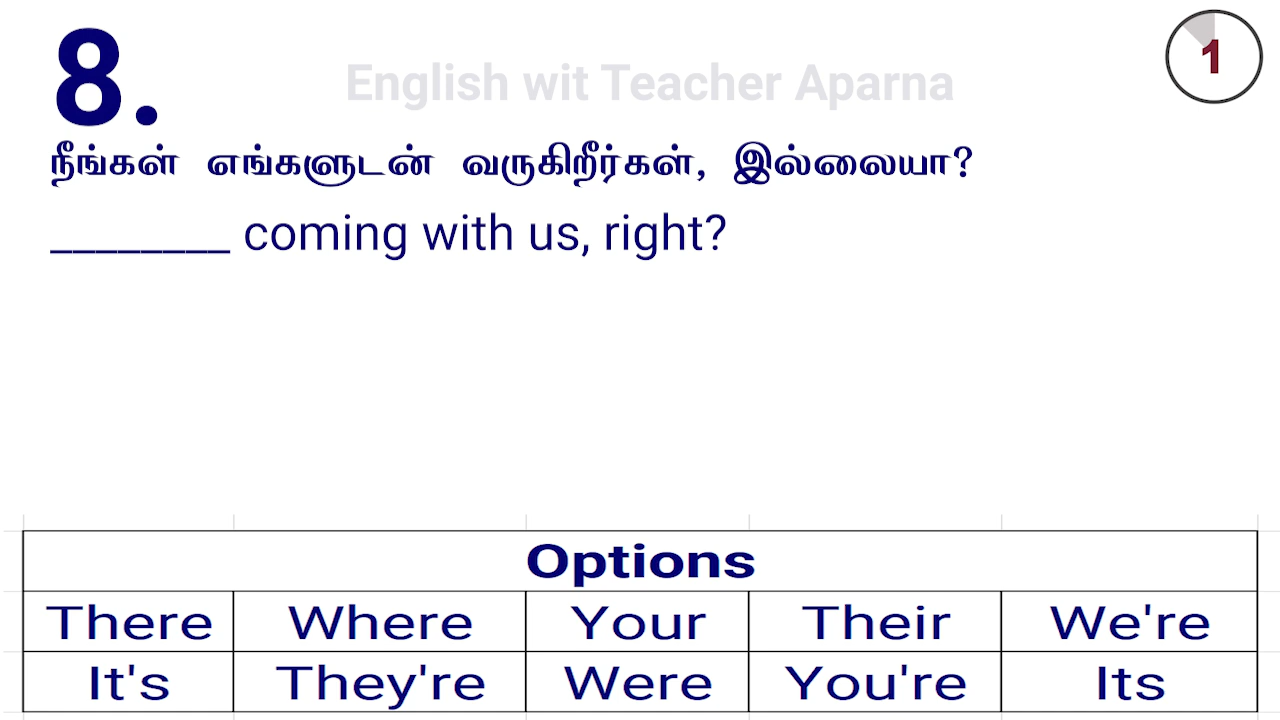 8.
1
English wit Teacher Aparna
நீங்கள் எங்களுடன் வருகிறீர்கள், இல்லையா?
________ coming with us, right?
Options
There Where Your Their We're
It's They're Were You're Its